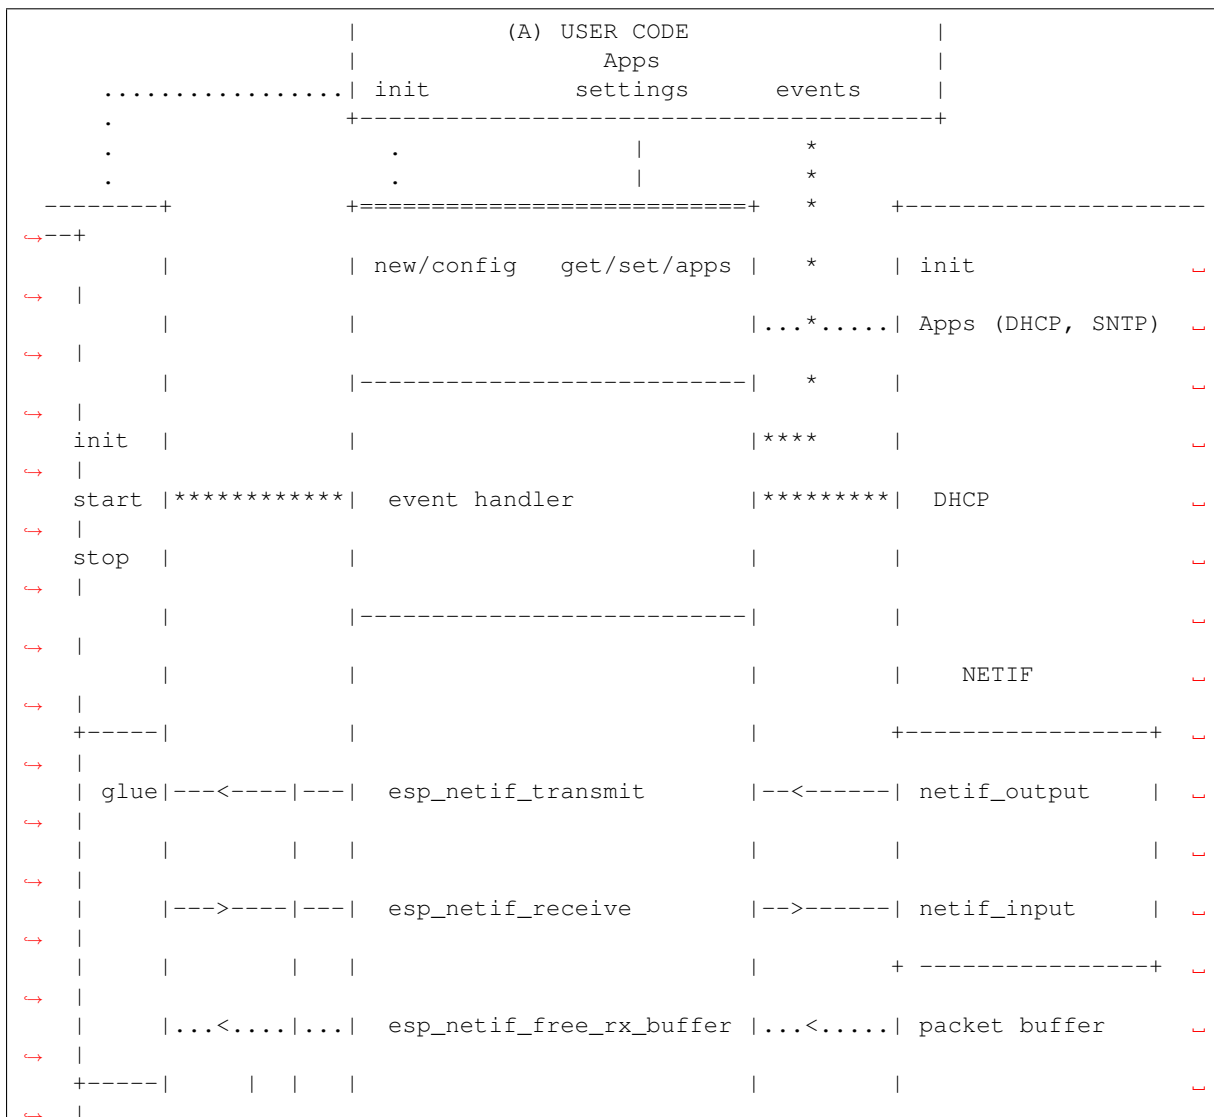 |          (A) USER CODE                 |
                      |                 Apps                   |
     .................| init          settings      events     |
     .                +----------------------------------------+
     .                   .                |           *
     .                   .                |           *
 --------+            +===========================+   *     +---------------------
↪--+
         |            | new/config   get/set/apps |   *     | init                ␣
↪  |
         |            |                           |...*.....| Apps (DHCP, SNTP)   ␣
↪  |
         |            |---------------------------|   *     |                     ␣
↪  |
   init  |            |                           |****     |                     ␣
↪  |
   start |************|  event handler            |*********|  DHCP               ␣
↪  |
   stop  |            |                           |         |                     ␣
↪  |
         |            |---------------------------|         |                     ␣
↪  |
         |            |                           |         |    NETIF            ␣
↪  |
   +-----|            |                           |         +-----------------+   ␣
↪  |
   | glue|---<----|---|  esp_netif_transmit       |--<------| netif_output    |   ␣
↪  |
   |     |        |   |                           |         |                 |   ␣
↪  |
   |     |--->----|---|  esp_netif_receive        |-->------| netif_input     |   ␣
↪  |
   |     |        |   |                           |         + ----------------+   ␣
↪  |
   |     |...<....|...|  esp_netif_free_rx_buffer |...<.....| packet buffer       ␣
↪  |
   +-----|     |  |   |                           |         |                     ␣
↪  |